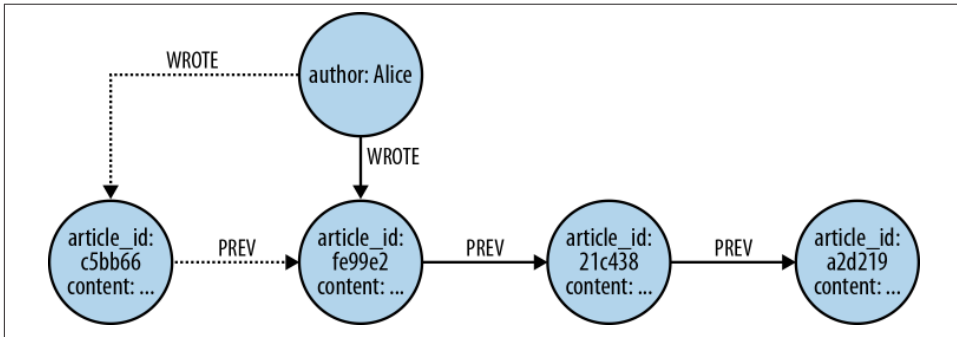 WROTE
author: Alice
WROTE
article_id:
c5bb66
content: ...
PREV
article_id:
fe99e2
content: ...
PREV
article_id:
21c438
content: ...
PREV
article_id:
a2d219
content: ...